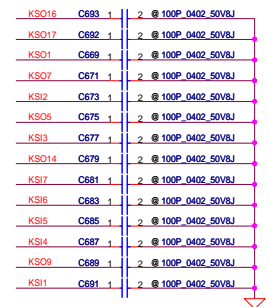 KSO16 C693 1 2 @ 100P_0402_50V8J
KSO17 C692 1 2 @ 100P_0402_50V8J
KSO1 C669 1 2 @ 100P_0402_50V8J
KSO7 C671 1 2 @ 100P_0402_50V8J
KSI2 C673 1 2 @ 100P_0402_50V8J
KSO5 C675 1 2 @ 100P_0402_50V8J
KSI3 C677 1 2 @ 100P_0402_50V8J
KSO14 C679 1 2 @ 100P_0402_50V8J
KSI7 C681 1 2 @ 100P_0402_50V8J
KSI6 C683 1 2 @ 100P_0402_50V8J
KSI5 C685 1 2 @ 100P_0402_50V8J
KSI4 C687 1 2 @ 100P_0402_50V8J
KSO9 C689 1 2 @ 100P_0402_50V8J
KSI1 C691 1 2 @ 100P_0402_50V8J